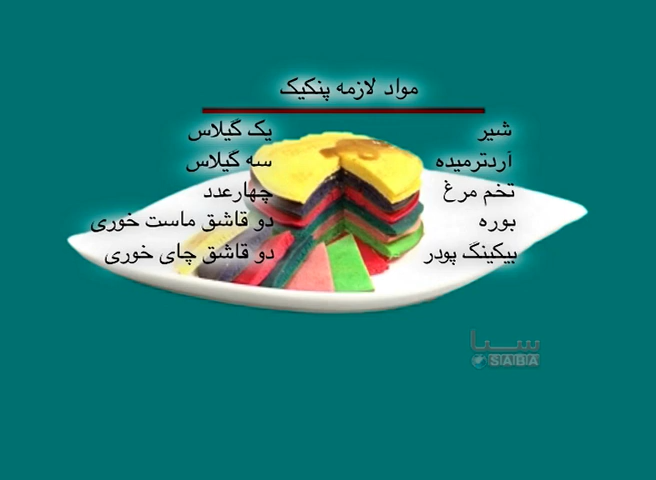 مواد لازمه پنکیک
شیر یک گیلاس
آردترمیده سه گیلاس
تخم مرغ چهارعدد
بوره دو قاشق ماست خوری
بیکینگ پودر دو قاشق چای خوری
سبا
SABA